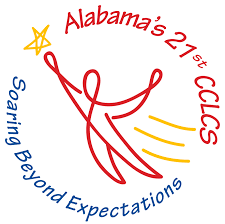 Alabama's 21st CCLCS
Soaring Beyond Expectations